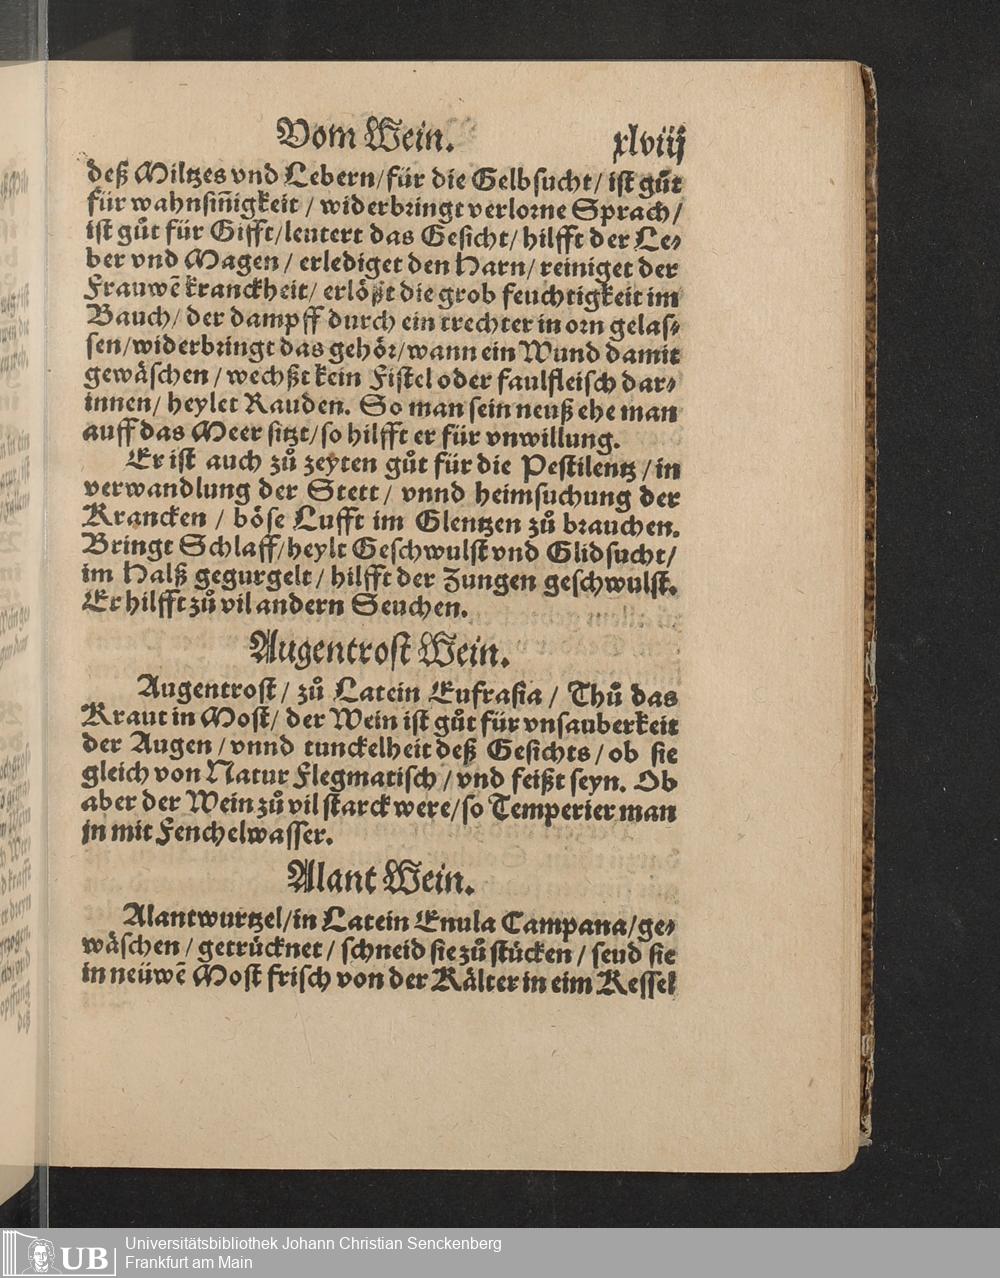 Vom Wein. xlviij
deß Miltzes vnd Lebern/für die Gelbsucht/ ist gůt
für wahnsiñigkeit / widerbringt verlorne Sprach/
ist gůt für Gifft/leutert das Gesicht/ hilfft der Le⸗
ber vnd Magen / erlediget den Harn/ reiniget der
Frauwẽ kranckheit/ erlößt die grob feuchtigkeit im
Bauch/ der dampff durch ein trechter in orn gelas⸗
sen/widerbringt das gehör/wann ein Wund damit
gewäschen / wechßt kein Fistel oder faulfleisch dar⸗
innen/ heylet Rauden. So man sein neuß ehe man
auff das Meer sitzt/so hilfft er für vnwillung.
Er ist auch zů zeyten gůt für die Pestilentz /in
verwandlung der Stett / vnnd heimsuchung der
Krancken / böse Lufft im Glentzen zů brauchen.
Bringt Schlaff/heylt Geschwulst vnd Glidsucht/
im Halß gegurgelt/ hilfft der Zungen geschwulst.
Er hilfft zů vil andern Seuchen.
Augentrost Wein.
Augentrost/ zů Latein Eufrasia / Thů das
Kraut in Most/ der Wein ist gůt für vnsauberkeit
der Augen/vnnd tunckelheit deß Gesichts/ ob sie
gleich von Natur Flegmatisch/ vnd feißt seyn. Ob
aber der Wein zů vil starck were/so Temperier man
jn mit Fenchelwasser.
Alant Wein.
Alantwurtzel/in Latein Enula Campana/ge⸗
wäschen / getrücknet / schneid sie zů stücken / seud sie
in neüwẽ Most frisch von der Kälter in eim Kessel
UB
Universitätsbibliothek Johann Christian Senckenberg
Frankfurt am Main